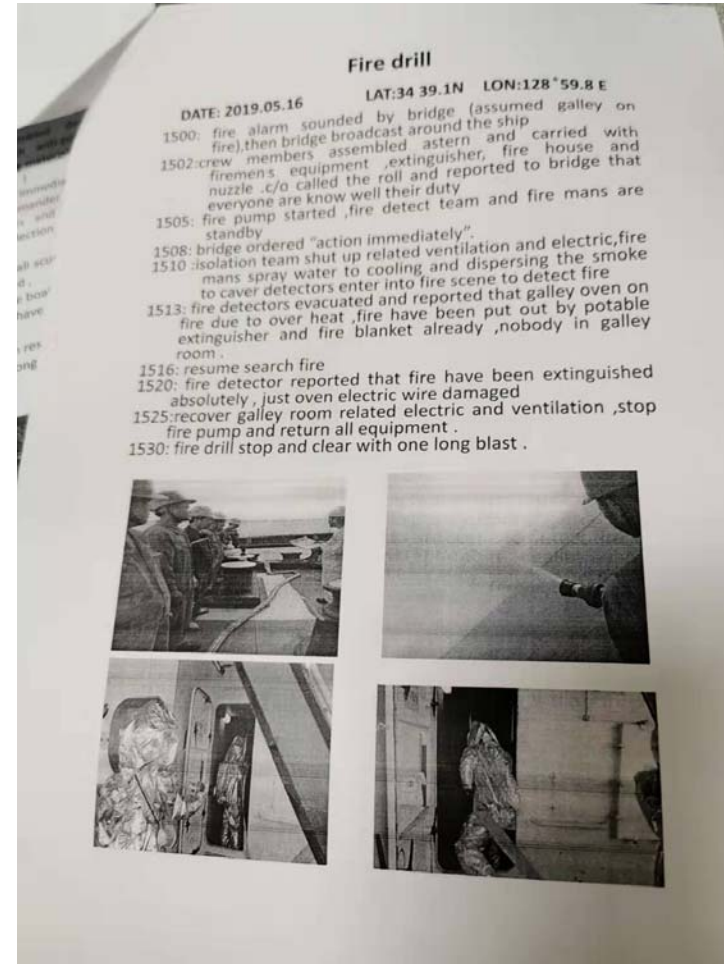 Fire drill
DATE: 2019.05.16 LAT:34 39.1N LON:128°59.8 E
1500: fire alarm sounded by bridge (assumed galley on
fire),then bridge broadcast around the ship
1502:crew members assembled astern and carried with
firemen's equipment ,extinguisher, fire house and
nuzzle .c/o called the roll and reported to bridge that
everyone are know well their duty
1505: fire pump started ,fire detect team and fire mans are
standby
1508: bridge ordered "action immediately".
1510 :isolation team shut up related ventilation and electric,fire
mans spray water to cooling and dispersing the smoke
to caver detectors enter into fire scene to detect fire
1513: fire detectors evacuated and reported that galley oven on
fire due to over heat ,fire have been put out by potable
extinguisher and fire blanket already ,nobody in galley
room .
1516: resume search fire
1520: fire detector reported that fire have been extinguished
absolutely , just oven electric wire damaged
1525:recover galley room related electric and ventilation ,stop
fire pump and return all equipment .
1530: fire drill stop and clear with one long blast .